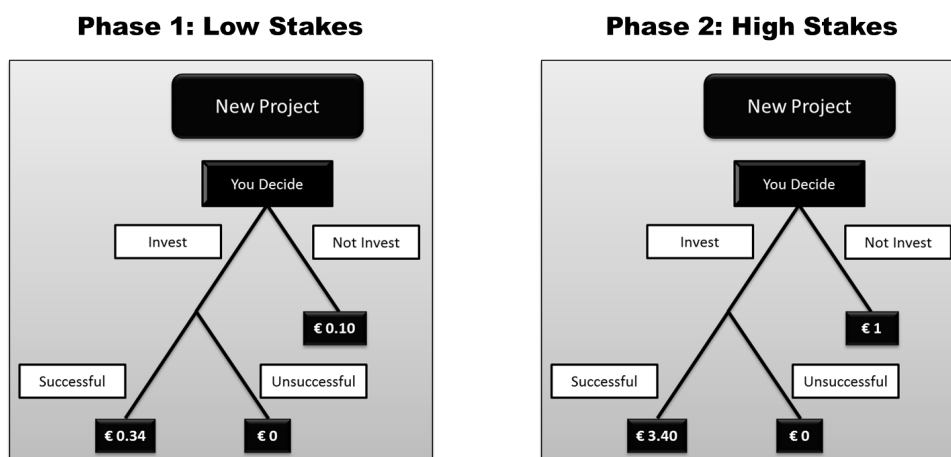 Phase 1: Low Stakes
New Project
You Decide
Invest
Not Invest
€ 0.10
Successful
Unsuccessful
€ 0.34
€ 0
Phase 2: High Stakes
New Project
You Decide
Invest
Not Invest
€ 1
Successful
Unsuccessful
€ 3.40
€ 0